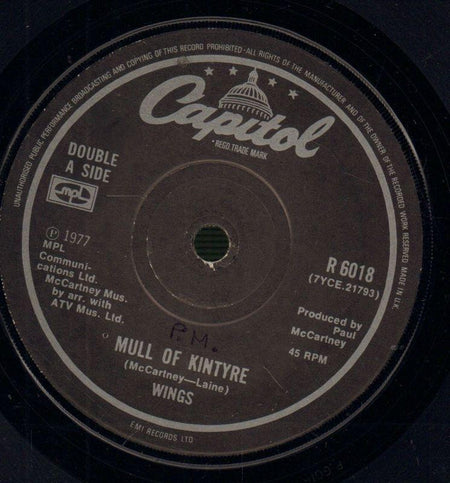 UNAUTHORISED PUBLIC PERFORMANCE BROADCASTING AND COPYING OF THIS RECORD PROHIBITED · ALL RIGHTS OF THE MANUFACTURER AND OF THE OWNER OF THE RECORDED WORK RESERVED MADE IN U.K.
Capitol
REGD. TRADE MARK
DOUBLE
A SIDE
mpl
℗ 1977
MPL
Communi-
cations Ltd.
McCartney Mus.
by arr. with
ATV Mus. Ltd.
R 6018
(7YCE.21793)
Produced by
Paul
McCartney
45 RPM
P.M.
MULL OF KINTYRE
(McCartney—Laine)
WINGS
EMI RECORDS LTD